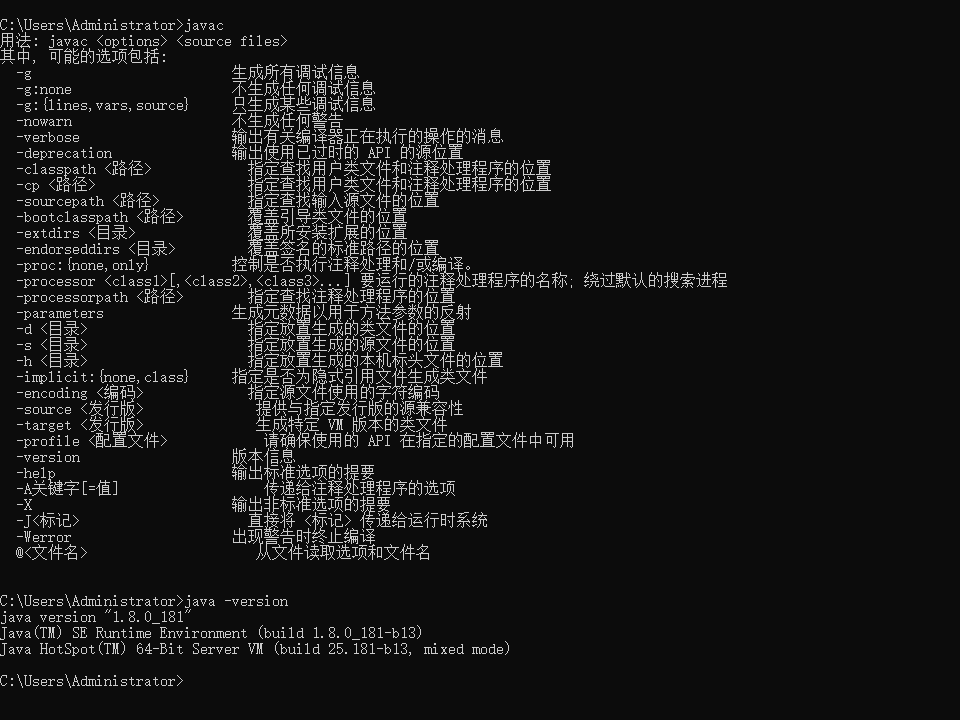 C:\Users\Administrator>javac
用法: javac <options> <source files>
其中, 可能的选项包括:
  -g                         生成所有调试信息
  -g:none                    不生成任何调试信息
  -g:{lines,vars,source}     只生成某些调试信息
  -nowarn                    不生成任何警告
  -verbose                   输出有关编译器正在执行的操作的消息
  -deprecation               输出使用已过时的 API 的源位置
  -classpath <路径>            指定查找用户类文件和注释处理程序的位置
  -cp <路径>                   指定查找用户类文件和注释处理程序的位置
  -sourcepath <路径>           指定查找输入源文件的位置
  -bootclasspath <路径>        覆盖引导类文件的位置
  -extdirs <目录>              覆盖所安装扩展的位置
  -endorseddirs <目录>         覆盖签名的标准路径的位置
  -proc:{none,only}          控制是否执行注释处理和/或编译。
  -processor <class1>[,<class2>,<class3>...] 要运行的注释处理程序的名称; 绕过默认的搜索进程
  -processorpath <路径>        指定查找注释处理程序的位置
  -parameters                生成元数据以用于方法参数的反射
  -d <目录>                    指定放置生成的类文件的位置
  -s <目录>                    指定放置生成的源文件的位置
  -h <目录>                    指定放置生成的本机标头文件的位置
  -implicit:{none,class}     指定是否为隐式引用文件生成类文件
  -encoding <编码>             指定源文件使用的字符编码
  -source <发行版>              提供与指定发行版的源兼容性
  -target <发行版>              生成特定 VM 版本的类文件
  -profile <配置文件>            请确保使用的 API 在指定的配置文件中可用
  -version                   版本信息
  -help                      输出标准选项的提要
  -A关键字[=值]                  传递给注释处理程序的选项
  -X                         输出非标准选项的提要
  -J<标记>                     直接将 <标记> 传递给运行时系统
  -Werror                    出现警告时终止编译
  @<文件名>                     从文件读取选项和文件名
C:\Users\Administrator>java -version
java version "1.8.0_181"
Java(TM) SE Runtime Environment (build 1.8.0_181-b13)
Java HotSpot(TM) 64-Bit Server VM (build 25.181-b13, mixed mode)
C:\Users\Administrator>